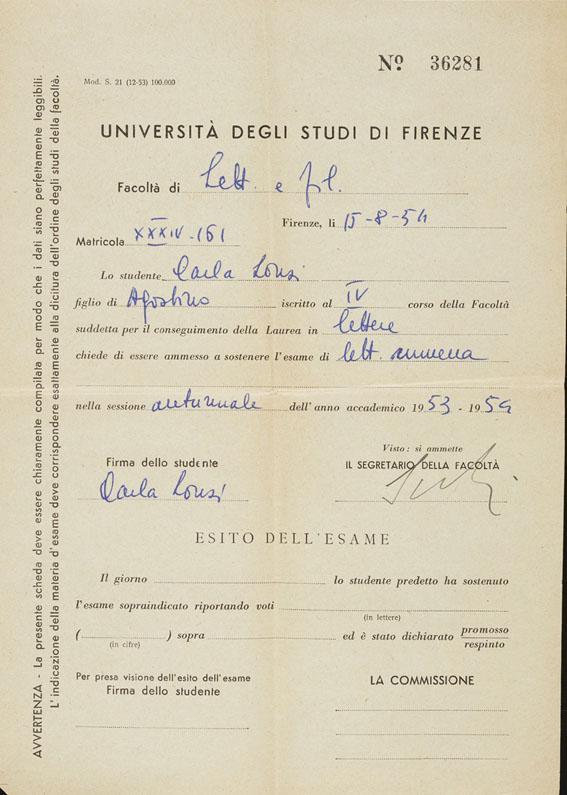 Nº 36281
Mod. S. 21 (12-53) 100.000
UNIVERSITÀ DEGLI STUDI DI FIRENZE
Facoltà di Lett. e fil.
Firenze, li 15-8-54
Matricola XXXIV-161
Lo studente Carla Lonzi
figlio di Agostino iscritto al IV corso della Facoltà
suddetta per il conseguimento della Laurea in lettere
chiede di essere ammesso a sostenere l'esame di lett.
nella sessione autunnale dell'anno accademico 1953 - 1954
Visto: si ammette
Firma dello studente IL SEGRETARIO DELLA FACOLTÀ
Carla Lonzi
ESITO DELL'ESAME
Il giorno lo studente predetto ha sostenuto
l'esame sopraindicato riportando voti
(in lettere)
( ) sopra ed è stato dichiarato promosso
(in cifre) respinto
Per presa visione dell'esito dell'esame LA COMMISSIONE
Firma dello studente
AVVERTENZA - La presente scheda deve essere chiaramente compilata per modo che i dati siano perfettamente leggibili.
L'indicazione della materia d'esame deve corrispondere esattamente alla dicitura dell'ordine degli studi della facoltà.